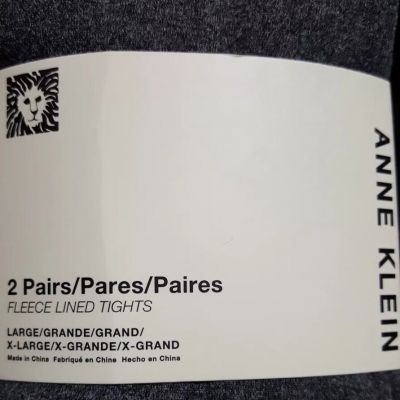 ANNE KLEIN
2 Pairs/Pares/Paires
FLEECE LINED TIGHTS
LARGE/GRANDE/GRAND/
X-LARGE/X-GRANDE/X-GRAND
Made in China Fabriqué en Chine Hecho en China